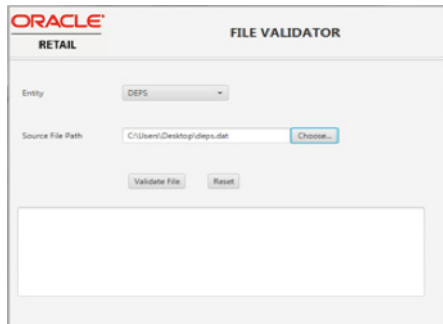 ORACLE
RETAIL
FILE VALIDATOR
Entity
DEPS
Source File Path
C:\Users\Desktop\deps.dat
Choose...
Validate File
Reset